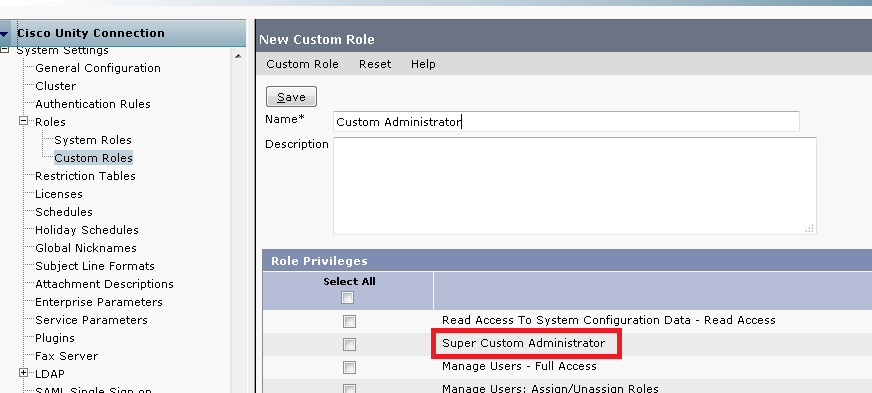 Cisco Unity Connection
System Settings
General Configuration
Cluster
Authentication Rules
Roles
System Roles
Custom Roles
Restriction Tables
Licenses
Schedules
Holiday Schedules
Global Nicknames
Subject Line Formats
Attachment Descriptions
Enterprise Parameters
Service Parameters
Plugins
Fax Server
LDAP
SAML Single Sign on
New Custom Role
Custom Role Reset Help
Save
Name* Custom Administrator
Description
Role Privileges
Select All
Read Access To System Configuration Data - Read Access
Super Custom Administrator
Manage Users - Full Access
Manage Users: Assign/Unassign Roles